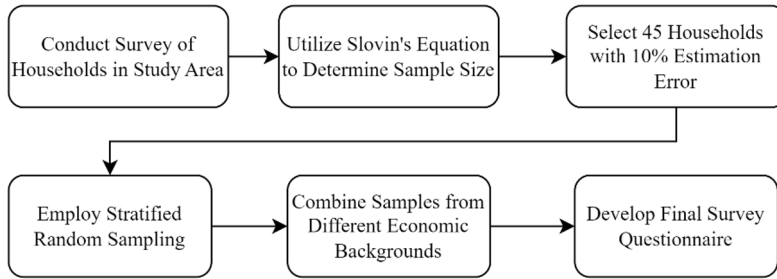 Conduct Survey of
Households in Study Area
Utilize Slovin's Equation
to Determine Sample Size
Select 45 Households
with 10% Estimation
Error
Employ Stratified
Random Sampling
Combine Samples from
Different Economic
Backgrounds
Develop Final Survey
Questionnaire